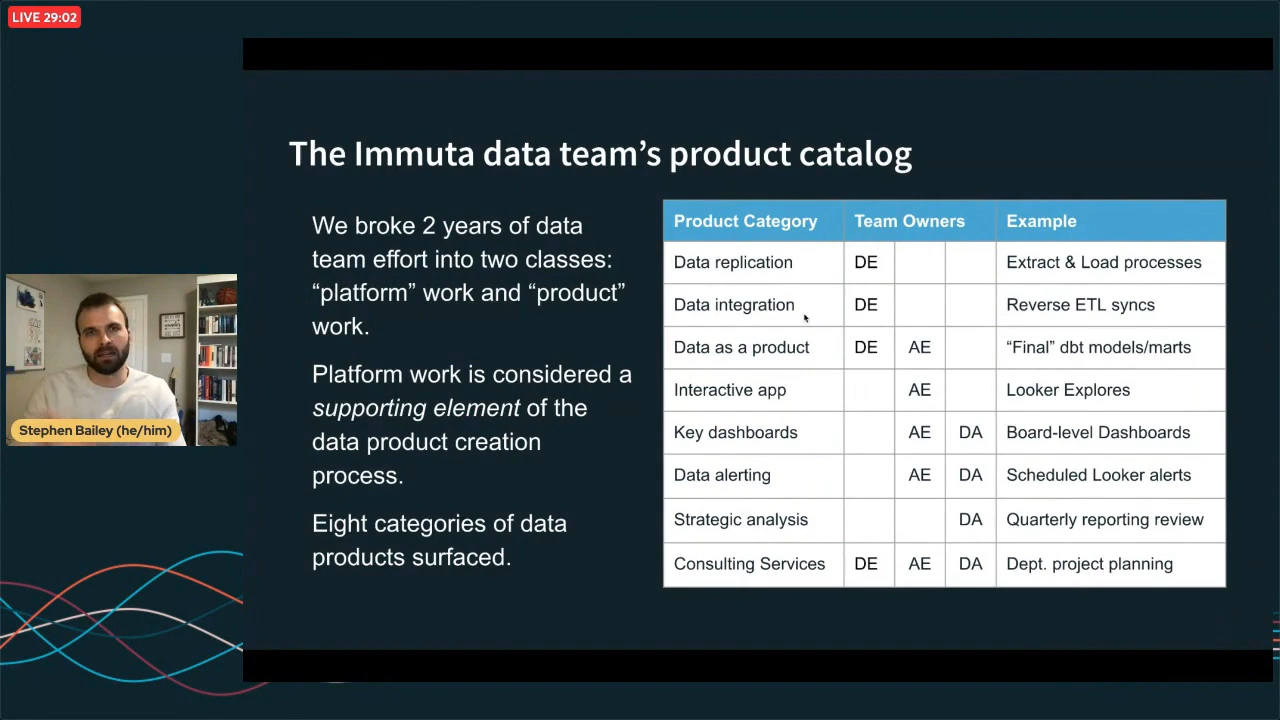 LIVE 29:02
The Immuta data team’s product catalog
We broke 2 years of data
team effort into two classes:
“platform” work and “product”
work.
Platform work is considered a
supporting element of the
data product creation
process.
Eight categories of data
products surfaced.
Product Category Team Owners Example
Data replication DE Extract & Load processes
Data integration DE Reverse ETL syncs
Data as a product DE AE “Final” dbt models/marts
Interactive app AE Looker Explores
Key dashboards AE DA Board-level Dashboards
Data alerting AE DA Scheduled Looker alerts
Strategic analysis DA Quarterly reporting review
Consulting Services DE AE DA Dept. project planning
Stephen Bailey (he/him)